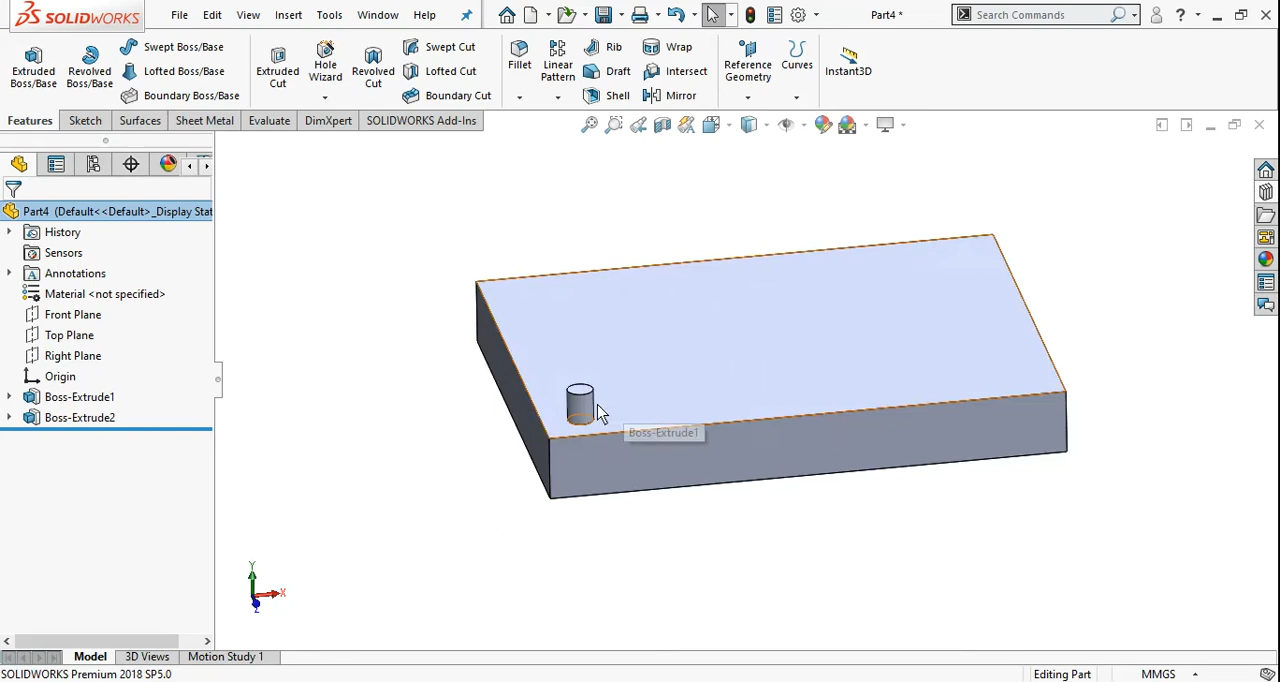 SOLIDWORKS File Edit View Insert Tools Window Help Part4 * Search Commands ?
Extruded Boss/Base
Revolved Boss/Base
Swept Boss/Base
Lofted Boss/Base
Boundary Boss/Base
Extruded Cut
Hole Wizard
Revolved Cut
Swept Cut
Lofted Cut
Boundary Cut
Fillet
Linear Pattern
Rib
Draft
Shell
Wrap
Intersect
Mirror
Reference Geometry
Curves
Instant3D
Features Sketch Surfaces Sheet Metal Evaluate DimXpert SOLIDWORKS Add-Ins
Part4 (Default<<Default>_Display Stat
History
Sensors
Annotations
Material <not specified>
Front Plane
Top Plane
Right Plane
Origin
Boss-Extrude1
Boss-Extrude2
Boss-Extrude1
Y
X
Z
Model 3D Views Motion Study 1
SOLIDWORKS Premium 2018 SP5.0 Editing Part MMGS